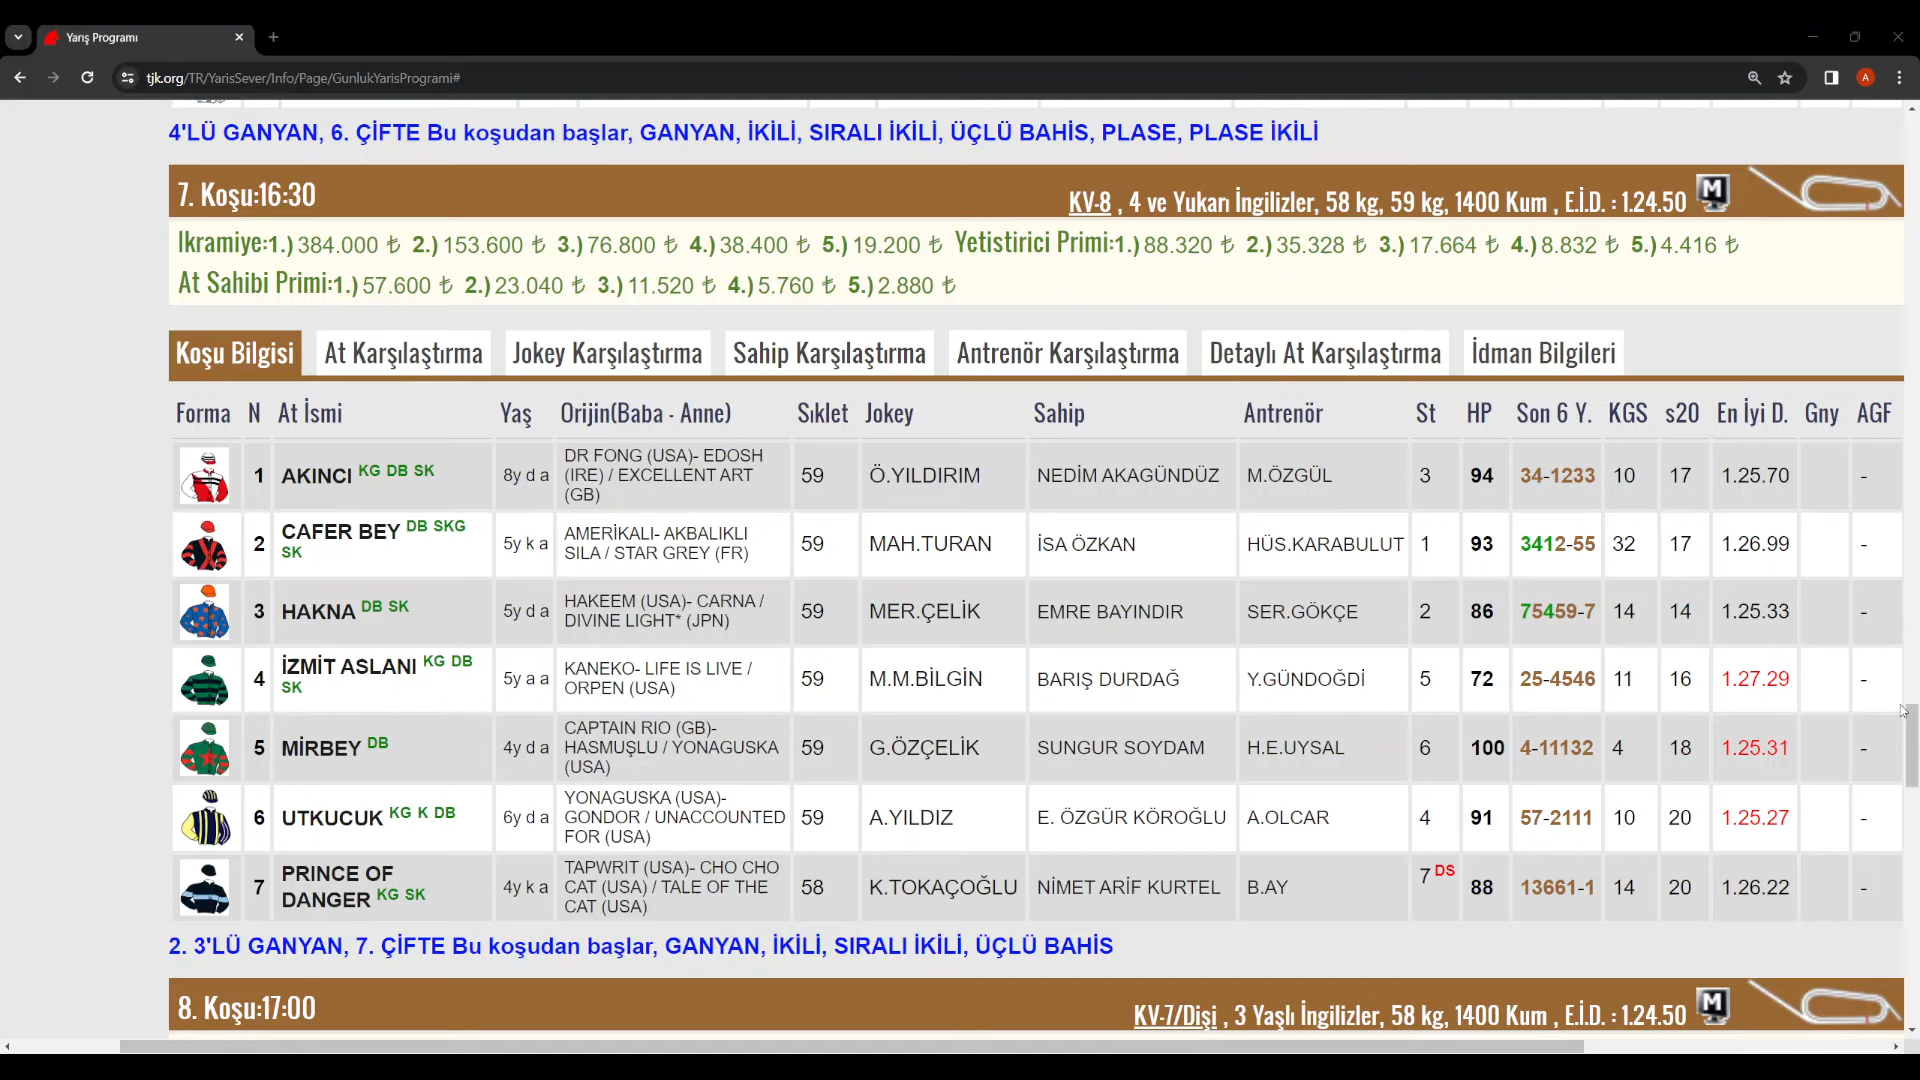 Yarış Programı
tjk.org/TR/YarisSever/Info/Page/GunlukYarisProgrami#
A
4'LÜ GANYAN, 6. ÇİFTE Bu koşudan başlar, GANYAN, İKİLİ, SIRALI İKİLİ, ÜÇLÜ BAHİS, PLASE, PLASE İKİLİ
7. Koşu:16:30 KV-8 , 4 ve Yukarı İngilizler, 58 kg, 59 kg, 1400 Kum , E.İ.D. : 1.24.50 M
Ikramiye:1.) 384.000 ₺ 2.) 153.600 ₺ 3.) 76.800 ₺ 4.) 38.400 ₺ 5.) 19.200 ₺ Yetistirici Primi:1.) 88.320 ₺ 2.) 35.328 ₺ 3.) 17.664 ₺ 4.) 8.832 ₺ 5.) 4.416 ₺
At Sahibi Primi:1.) 57.600 ₺ 2.) 23.040 ₺ 3.) 11.520 ₺ 4.) 5.760 ₺ 5.) 2.880 ₺
Koşu Bilgisi At Karşılaştırma Jokey Karşılaştırma Sahip Karşılaştırma Antrenör Karşılaştırma Detaylı At Karşılaştırma İdman Bilgileri
Forma N At İsmi Yaş Orijin(Baba - Anne) Sıklet Jokey Sahip Antrenör St HP Son 6 Y. KGS s20 En İyi D. Gny AGF
1 AKINCI KG DB SK 8y d a DR FONG (USA)- EDOSH (IRE) / EXCELLENT ART (GB) 59 Ö.YILDIRIM NEDİM AKAGÜNDÜZ M.ÖZGÜL 3 94 34-1233 10 17 1.25.70 -
2 CAFER BEY DB SKG SK 5y k a AMERİKALI- AKBALIKLI SILA / STAR GREY (FR) 59 MAH.TURAN İSA ÖZKAN HÜS.KARABULUT 1 93 3412-55 32 17 1.26.99 -
3 HAKNA DB SK 5y d a HAKEEM (USA)- CARNA / DIVINE LIGHT* (JPN) 59 MER.ÇELİK EMRE BAYINDIR SER.GÖKÇE 2 86 75459-7 14 14 1.25.33 -
4 İZMİT ASLANI KG DB SK 5y a a KANEKO- LIFE IS LIVE / ORPEN (USA) 59 M.M.BİLGİN BARIŞ DURDAĞ Y.GÜNDOĞDİ 5 72 25-4546 11 16 1.27.29 -
5 MİRBEY DB 4y d a CAPTAIN RIO (GB)- HASMUŞLU / YONAGUSKA (USA) 59 G.ÖZÇELİK SUNGUR SOYDAM H.E.UYSAL 6 100 4-11132 4 18 1.25.31 -
6 UTKUCUK KG K DB 6y d a YONAGUSKA (USA)- GONDOR / UNACCOUNTED FOR (USA) 59 A.YILDIZ E. ÖZGÜR KÖROĞLU A.OLCAR 4 91 57-2111 10 20 1.25.27 -
7 PRINCE OF DANGER KG SK 4y k a TAPWRIT (USA)- CHO CHO CAT (USA) / TALE OF THE CAT (USA) 58 K.TOKAÇOĞLU NİMET ARİF KURTEL B.AY 7 DS 88 13661-1 14 20 1.26.22 -
2. 3'LÜ GANYAN, 7. ÇİFTE Bu koşudan başlar, GANYAN, İKİLİ, SIRALI İKİLİ, ÜÇLÜ BAHİS
8. Koşu:17:00 KV-7/Dişi , 3 Yaşlı İngilizler, 58 kg, 1400 Kum , E.İ.D. : 1.24.50 M